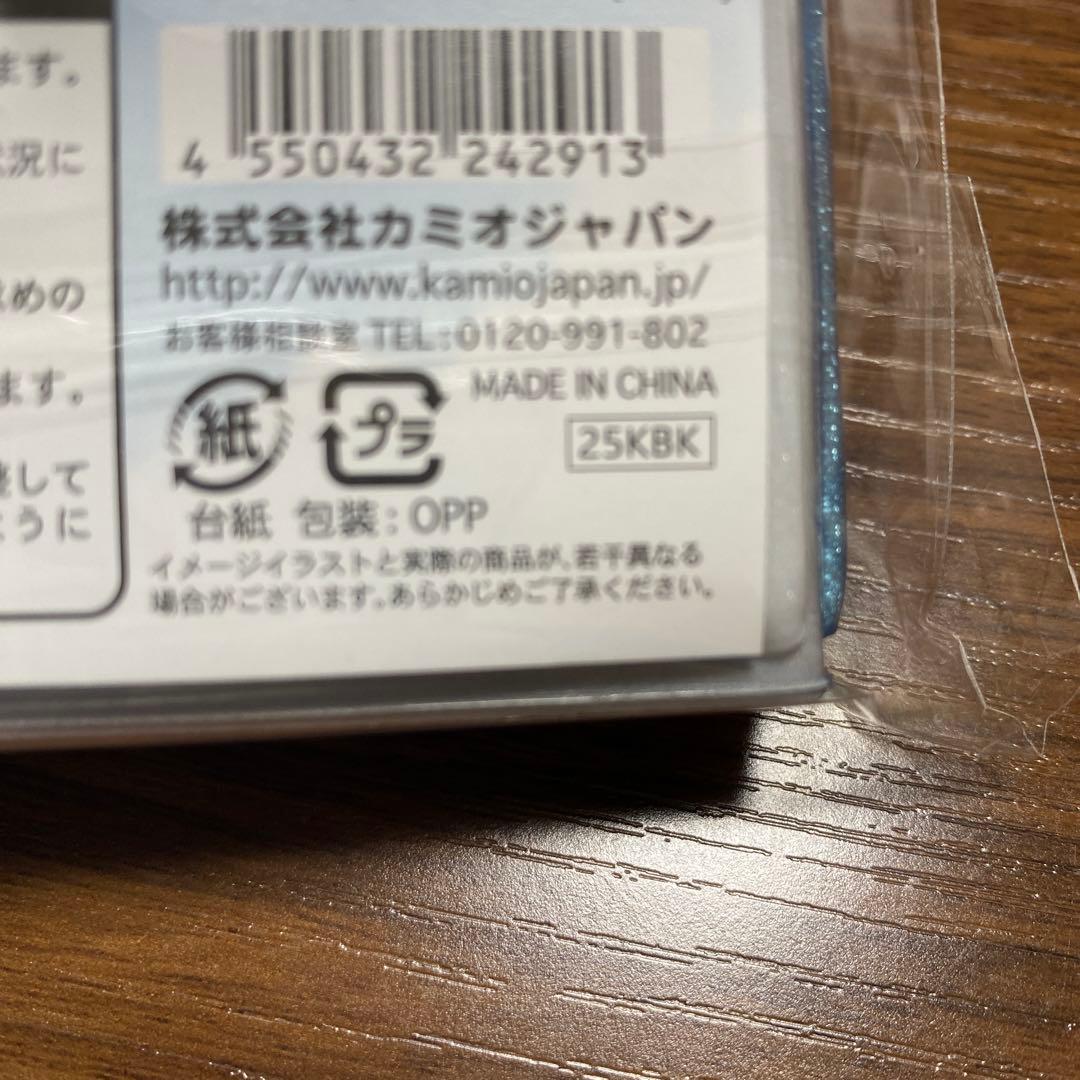 ます。
況に
めの
ます。
して
うに
4 550432 242913
株式会社カミオジャパン
http://www.kamiojapan.jp/
お客様相談室 TEL:0120-991-802
MADE IN CHINA
紙 プラ
25KBK
台紙 包装:OPP
イメージイラストと実際の商品が、若干異なる
場合がございます。あらかじめご了承ください。